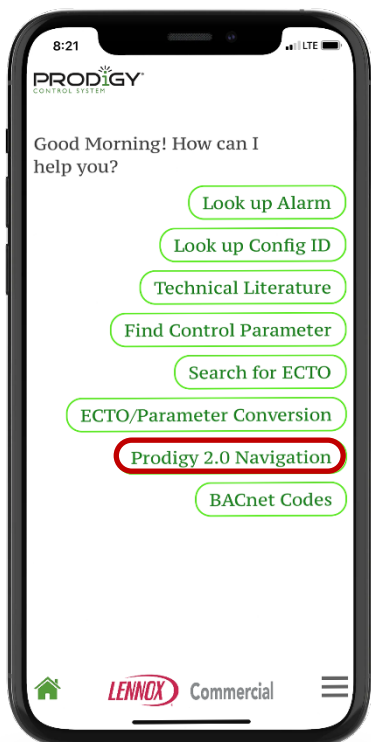 8:21
LTE
PRODiGY
CONTROL SYSTEM
Good Morning! How can I
help you?
Look up Alarm
Look up Config ID
Technical Literature
Find Control Parameter
Search for ECTO
ECTO/Parameter Conversion
Prodigy 2.0 Navigation
BACnet Codes
LENNOX Commercial